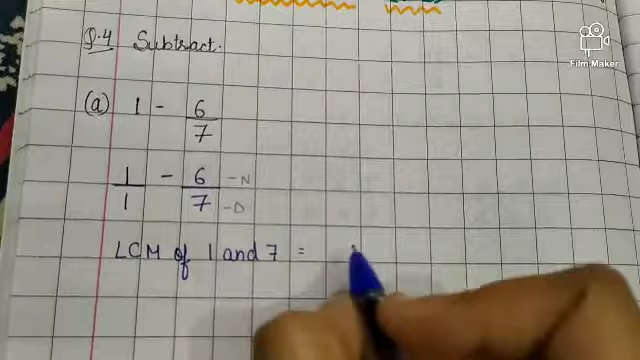 Q.4 Subtract.
Film Maker
(a) 1 - 6/7
1/1 - 6/7 -N -D
LCM of 1 and 7 =